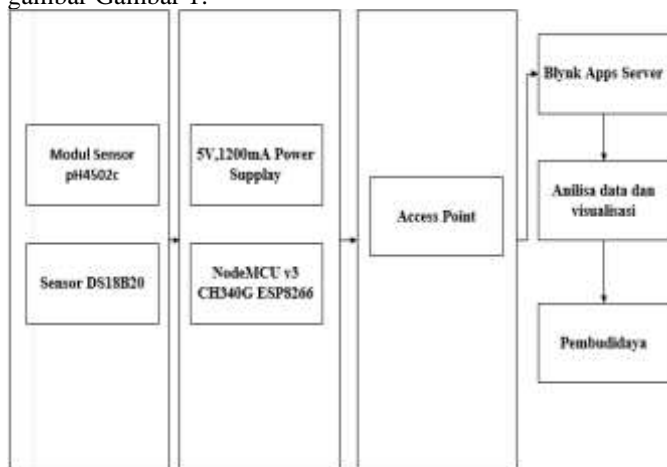 gambar Gambar 1.
Modul Sensor
pH4502c
Sensor DS18B20
5V,1200mA Power
Supplay
NodeMCU v3
CH340G ESP8266
Access Point
Blynk Apps Server
Anilisa data dan
visualisasi
Pembudidaya